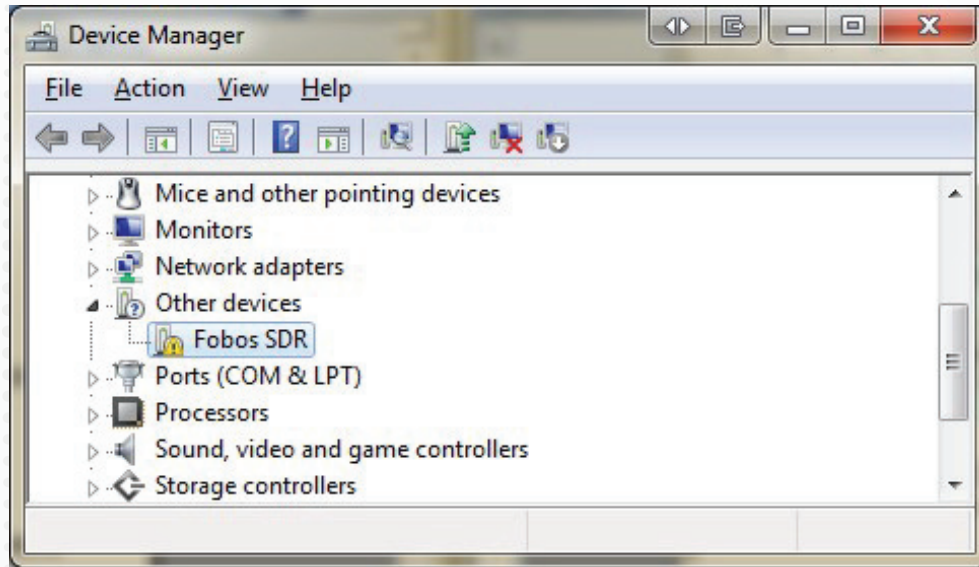 Device Manager
File Action View Help
Mice and other pointing devices
Monitors
Network adapters
Other devices
Fobos SDR
Ports (COM & LPT)
Processors
Sound, video and game controllers
Storage controllers